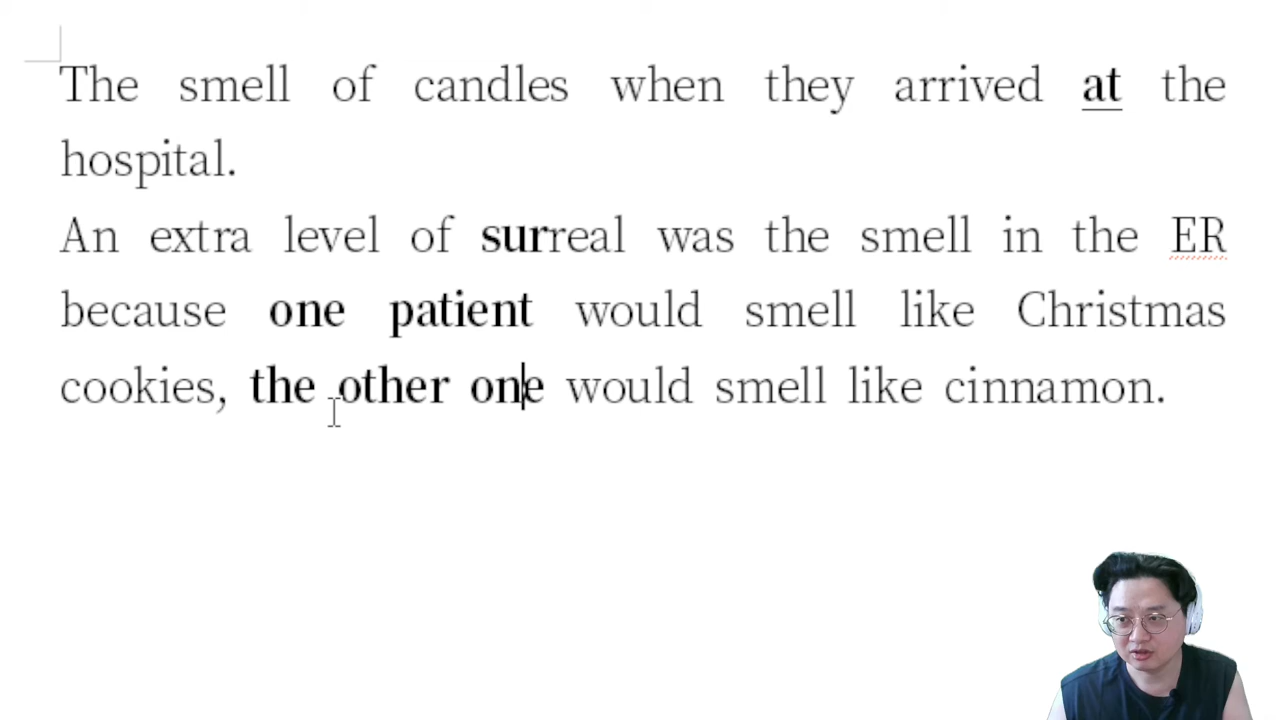 The smell of candles when they arrived at the
hospital.
An extra level of surreal was the smell in the ER
because one patient would smell like Christmas
cookies, the other one would smell like cinnamon.